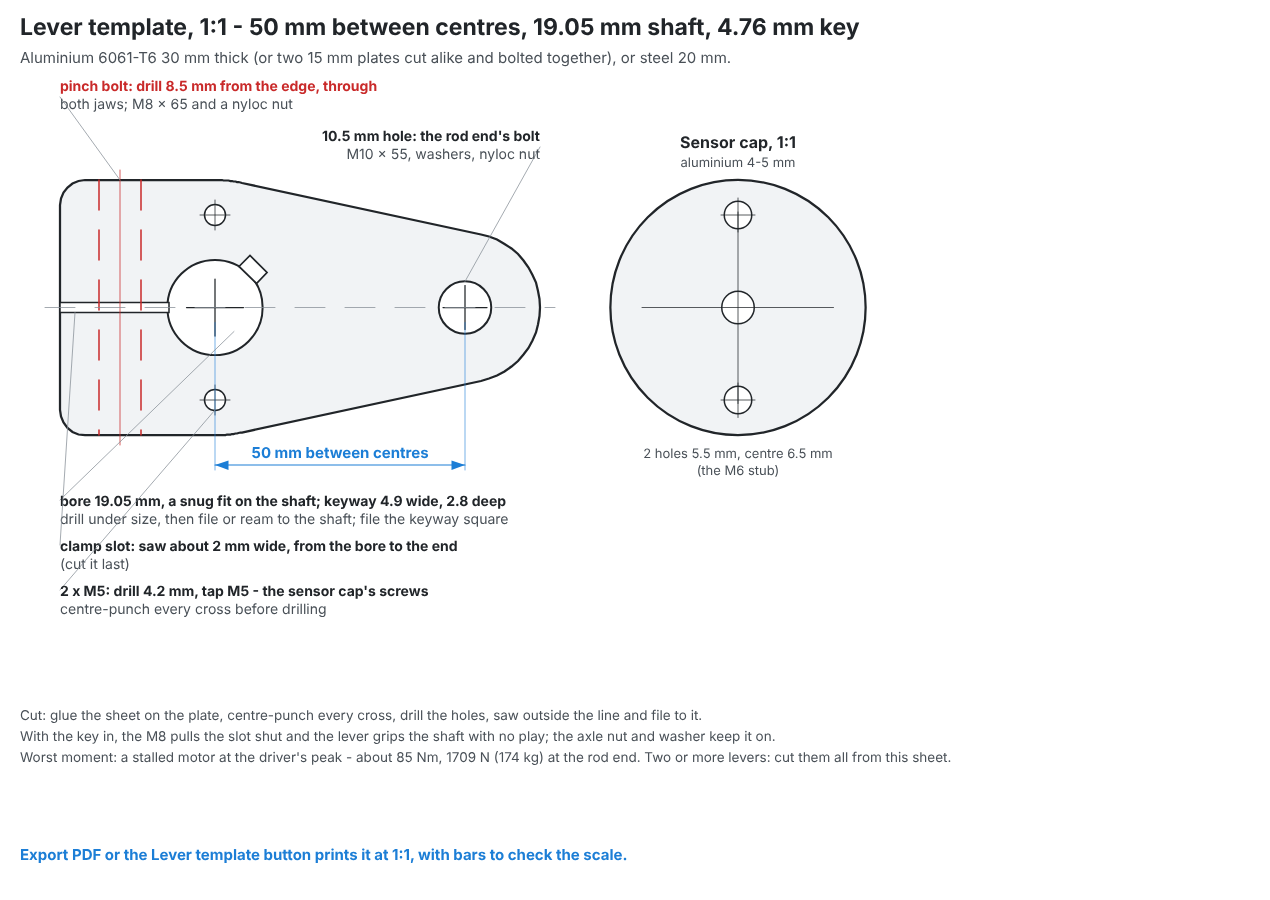 Lever template, 1:1 - 50 mm between centres, 19.05 mm shaft, 4.76 mm key
Aluminium 6061-T6 30 mm thick (or two 15 mm plates cut alike and bolted together), or steel 20 mm.
pinch bolt: drill 8.5 mm from the edge, through
both jaws; M8 × 65 and a nyloc nut
10.5 mm hole: the rod end's bolt
M10 × 55, washers, nyloc nut
Sensor cap, 1:1
aluminium 4-5 mm
50 mm between centres
2 holes 5.5 mm, centre 6.5 mm
(the M6 stub)
bore 19.05 mm, a snug fit on the shaft; keyway 4.9 wide, 2.8 deep
drill under size, then file or ream to the shaft; file the keyway square
clamp slot: saw about 2 mm wide, from the bore to the end
(cut it last)
2 x M5: drill 4.2 mm, tap M5 - the sensor cap's screws
centre-punch every cross before drilling
Cut: glue the sheet on the plate, centre-punch every cross, drill the holes, saw outside the line and file to it.
With the key in, the M8 pulls the slot shut and the lever grips the shaft with no play; the axle nut and washer keep it on.
Worst moment: a stalled motor at the driver's peak - about 85 Nm, 1709 N (174 kg) at the rod end. Two or more levers: cut them all from this sheet.
Export PDF or the Lever template button prints it at 1:1, with bars to check the scale.